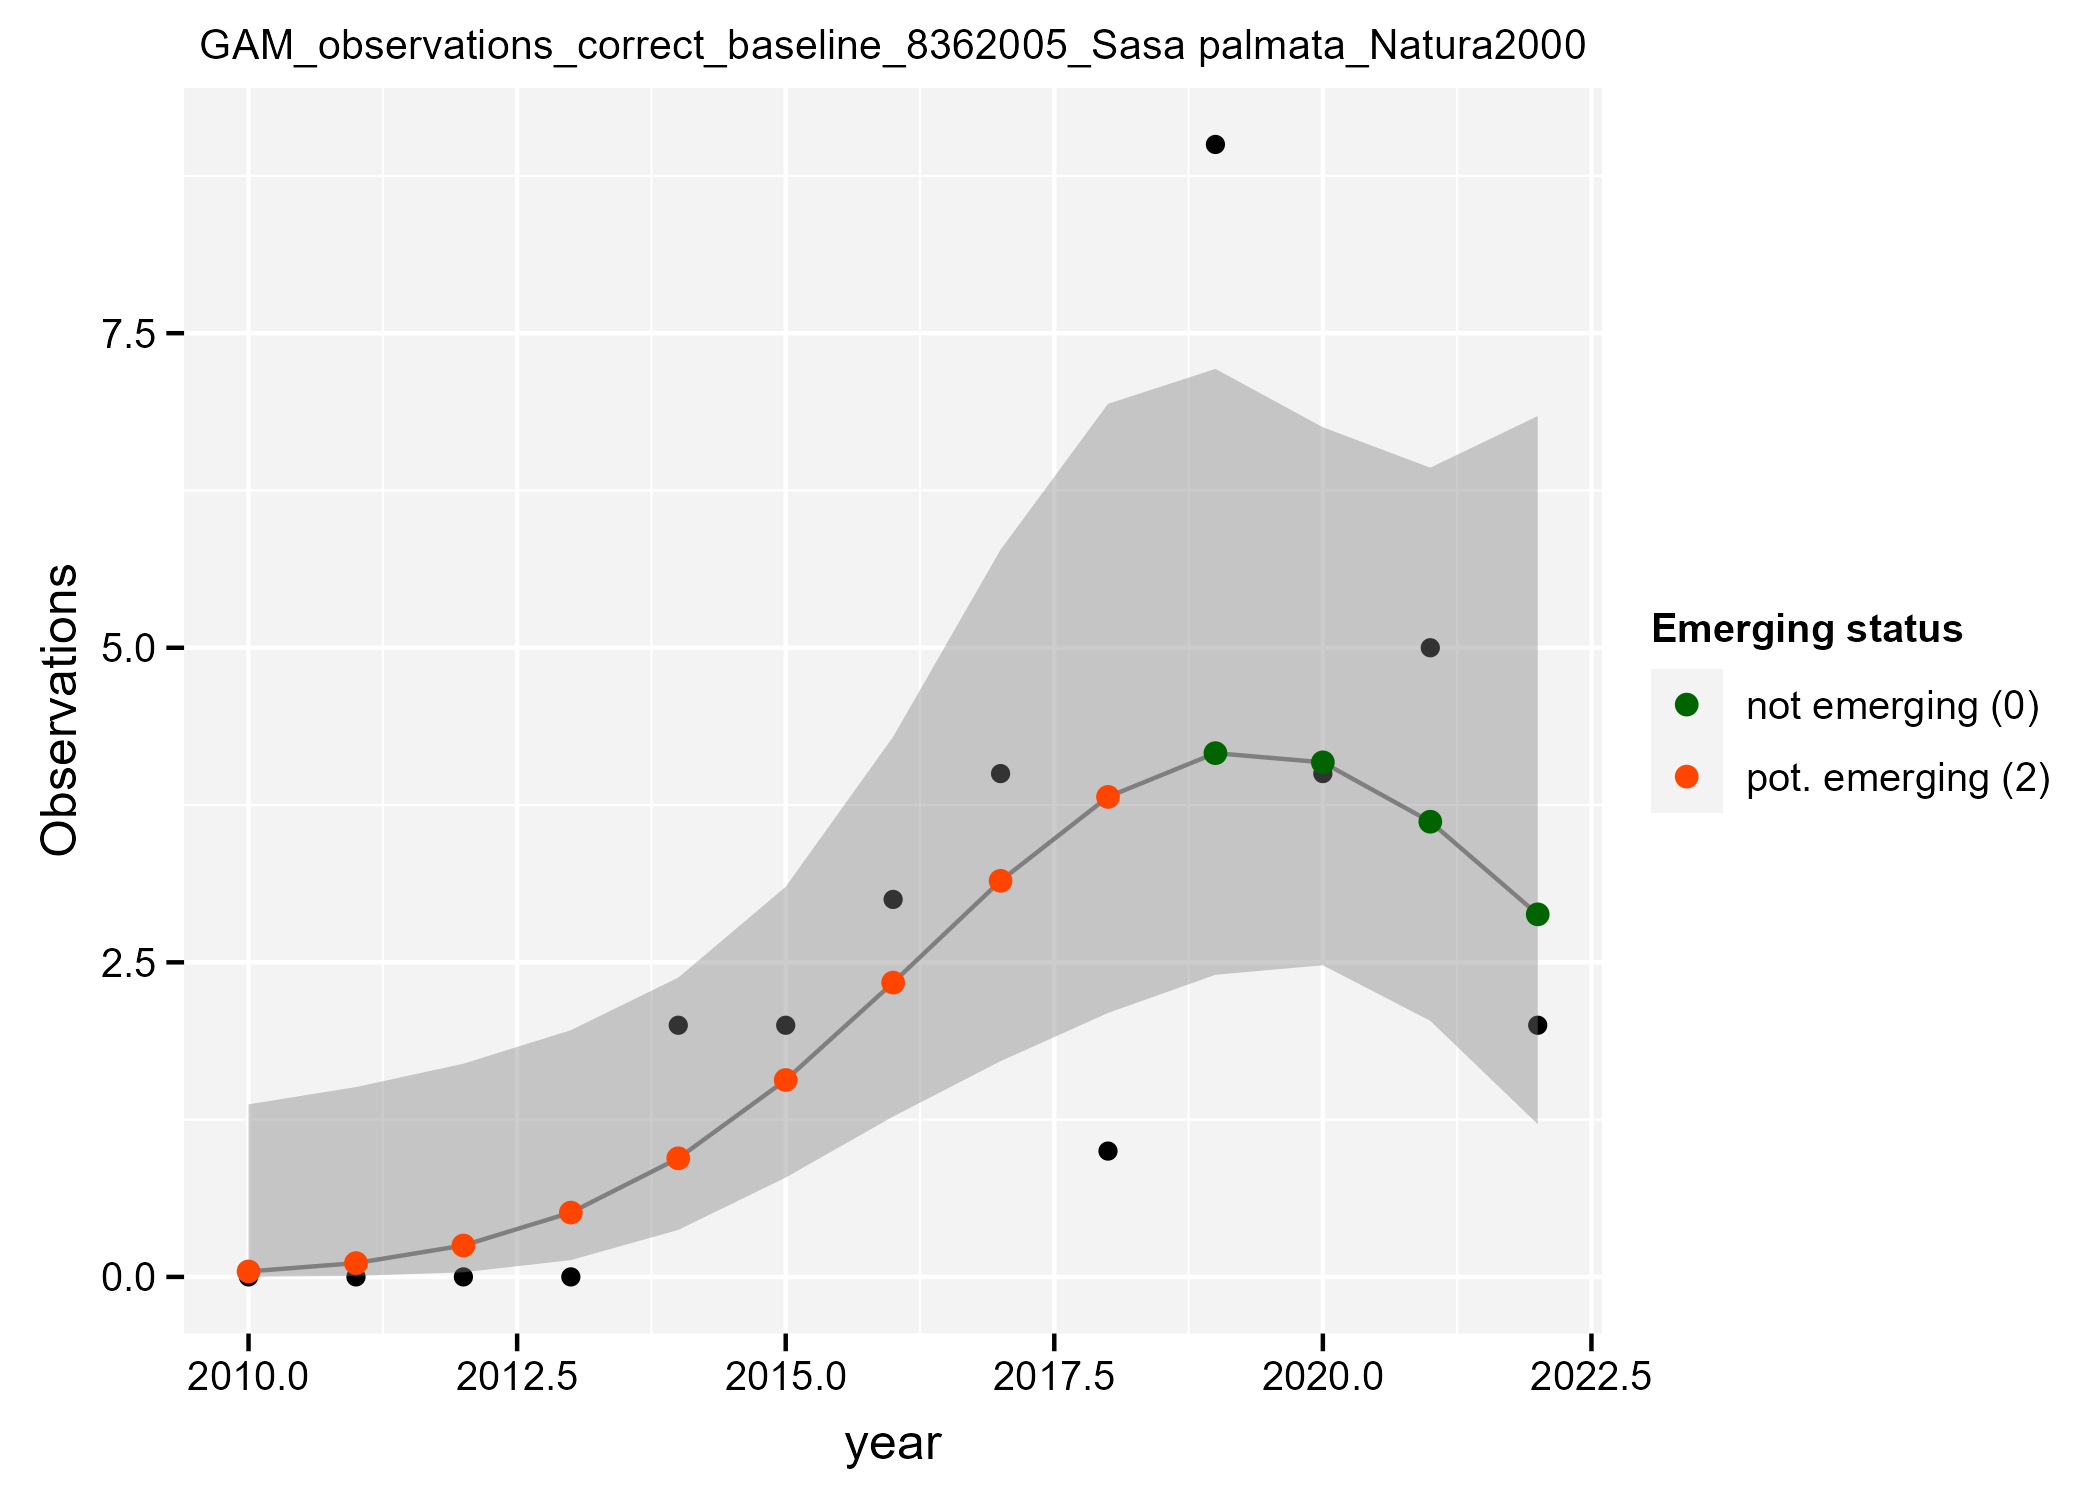 GAM_observations_correct_baseline_8362005_Sasa palmata_Natura2000
Observations
7.5
5.0
2.5
0.0
2010.0 2012.5 2015.0 2017.5 2020.0 2022.5
year
Emerging status
not emerging (0)
pot. emerging (2)